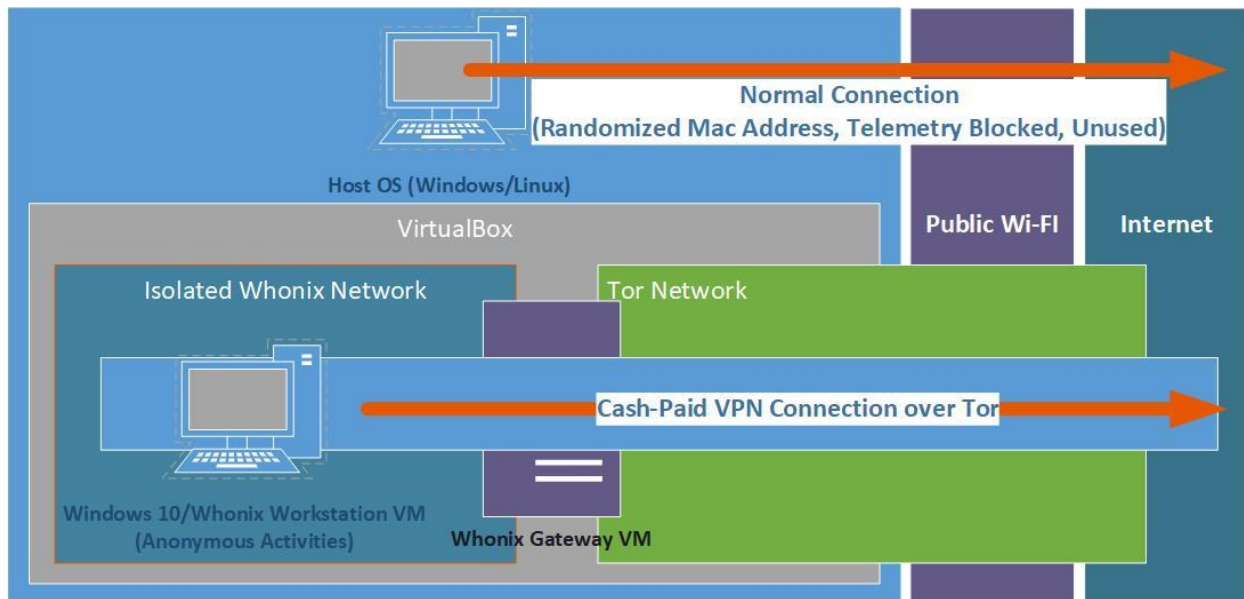 Normal Connection
(Randomized Mac Address, Telemetry Blocked, Unused)
Host OS (Windows/Linux)
VirtualBox
Public Wi-FI
Internet
Isolated Whonix Network
Tor Network
Cash-Paid VPN Connection over Tor
Windows 10/Whonix Workstation VM
(Anonymous Activities)
Whonix Gateway VM